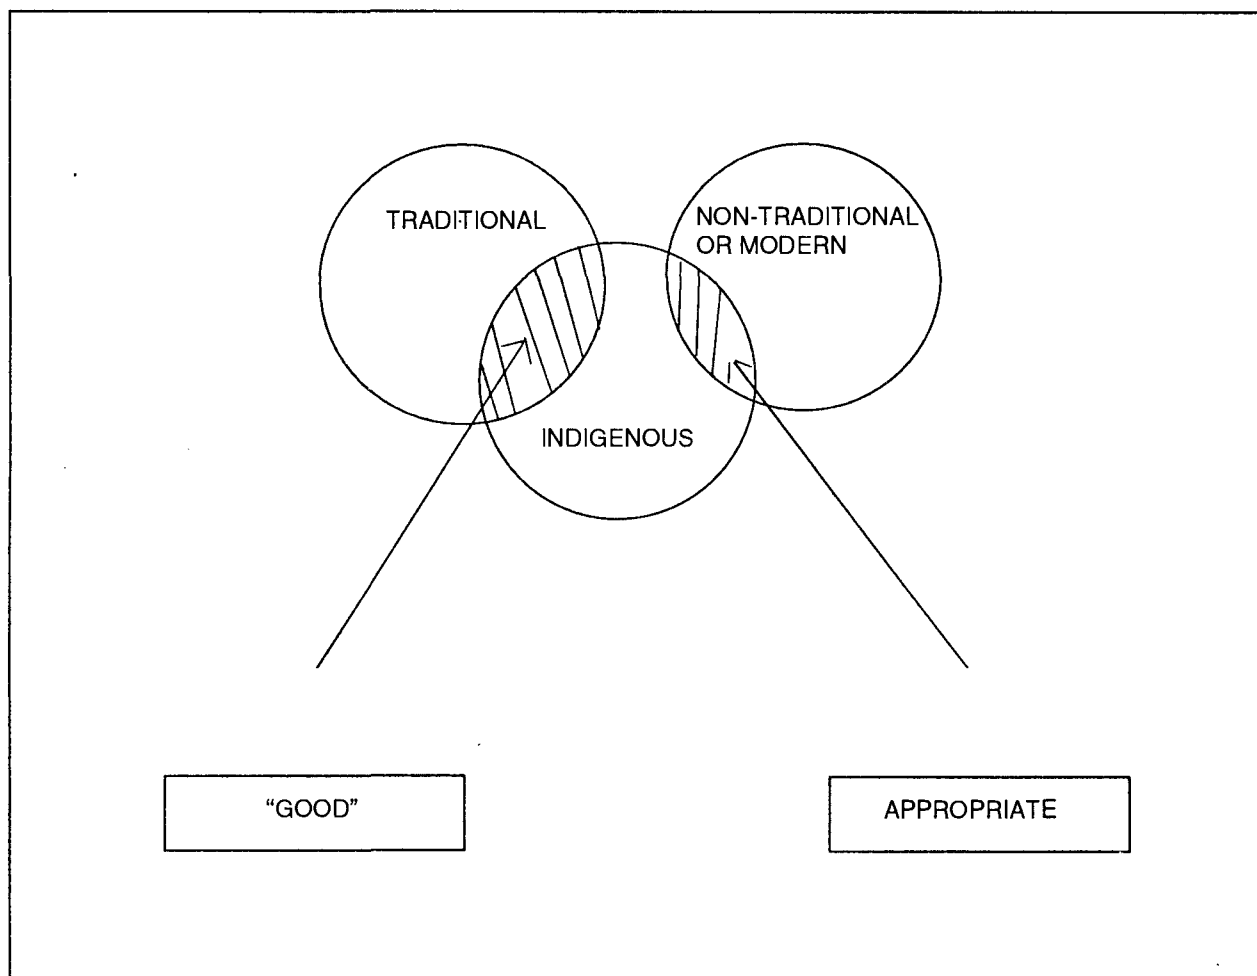 TRADITIONAL
NON-TRADITIONAL
OR MODERN
INDIGENOUS
“GOOD”
APPROPRIATE